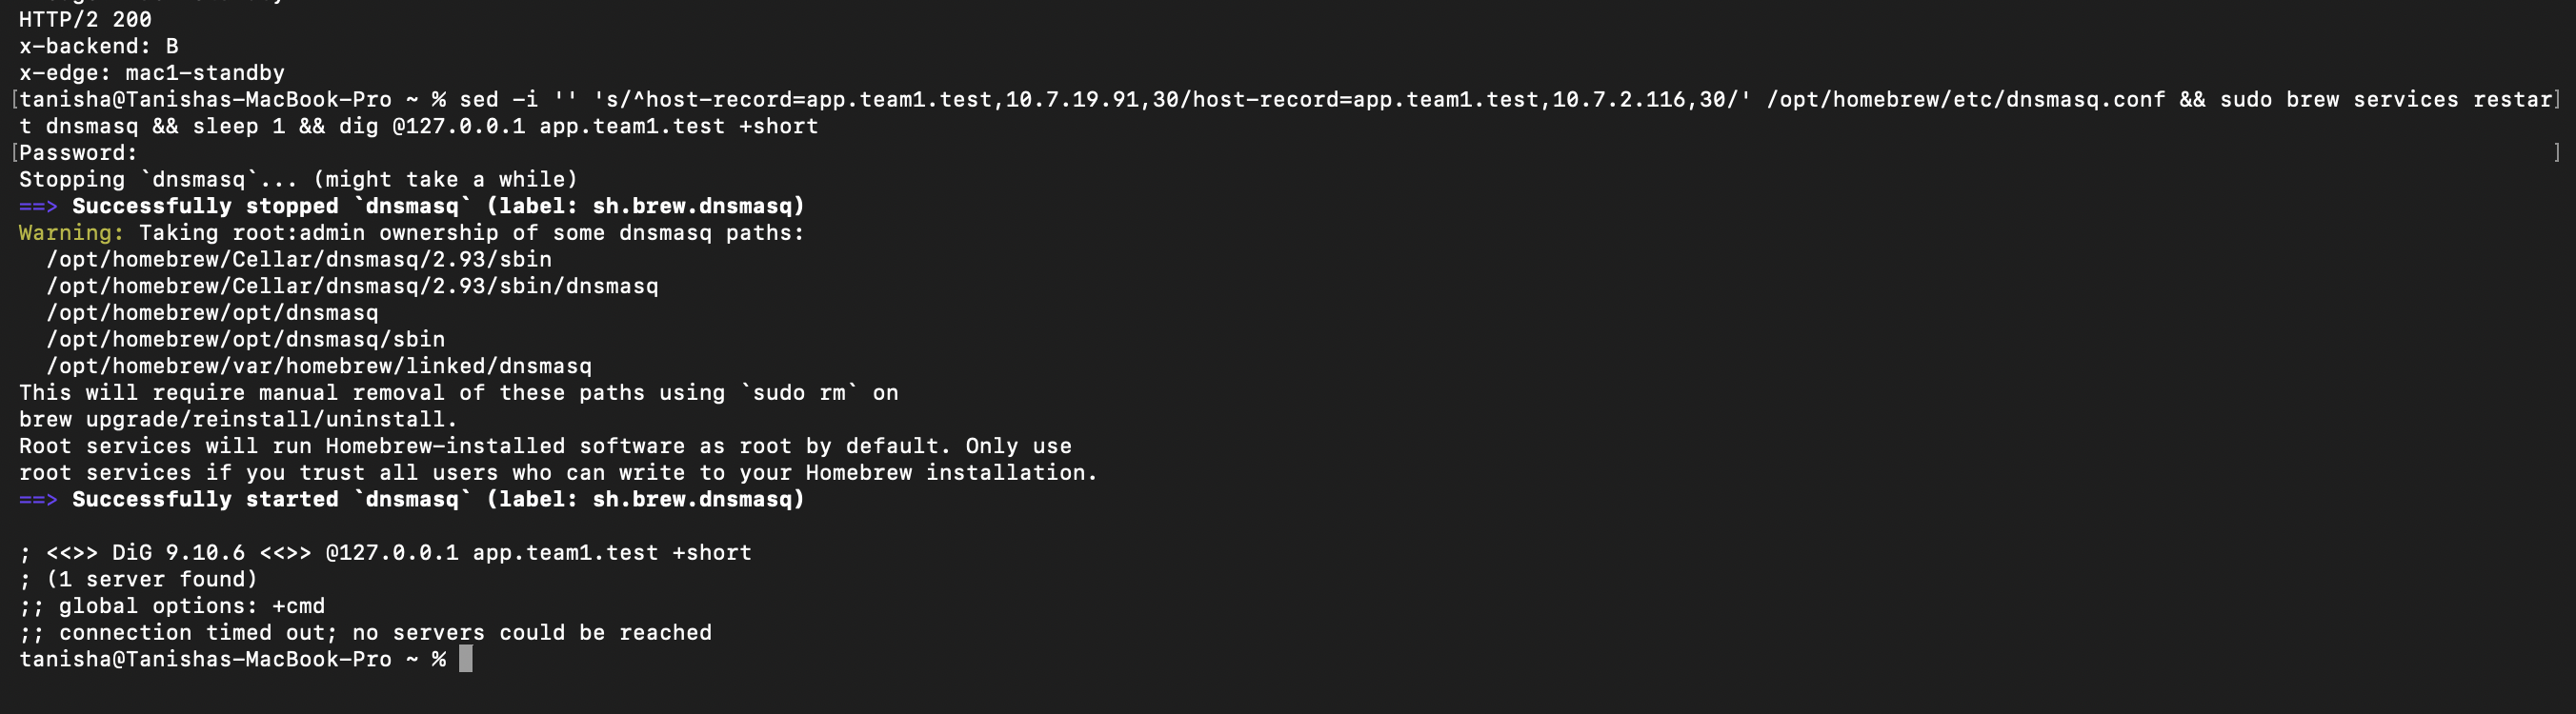 HTTP/2 200
x-backend: B
x-edge: mac1-standby
[tanisha@Tanishas-MacBook-Pro ~ % sed -i '' 's/^host-record=app.team1.test,10.7.19.91,30/host-record=app.team1.test,10.7.2.116,30/' /opt/homebrew/etc/dnsmasq.conf && sudo brew services restar]
t dnsmasq && sleep 1 && dig @127.0.0.1 app.team1.test +short
[Password: ]
Stopping `dnsmasq`... (might take a while)
==> Successfully stopped `dnsmasq` (label: sh.brew.dnsmasq)
Warning: Taking root:admin ownership of some dnsmasq paths:
  /opt/homebrew/Cellar/dnsmasq/2.93/sbin
  /opt/homebrew/Cellar/dnsmasq/2.93/sbin/dnsmasq
  /opt/homebrew/opt/dnsmasq
  /opt/homebrew/opt/dnsmasq/sbin
  /opt/homebrew/var/homebrew/linked/dnsmasq
This will require manual removal of these paths using `sudo rm` on
brew upgrade/reinstall/uninstall.
Root services will run Homebrew-installed software as root by default. Only use
root services if you trust all users who can write to your Homebrew installation.
==> Successfully started `dnsmasq` (label: sh.brew.dnsmasq)

; <<>> DiG 9.10.6 <<>> @127.0.0.1 app.team1.test +short
; (1 server found)
;; global options: +cmd
;; connection timed out; no servers could be reached
tanisha@Tanishas-MacBook-Pro ~ %